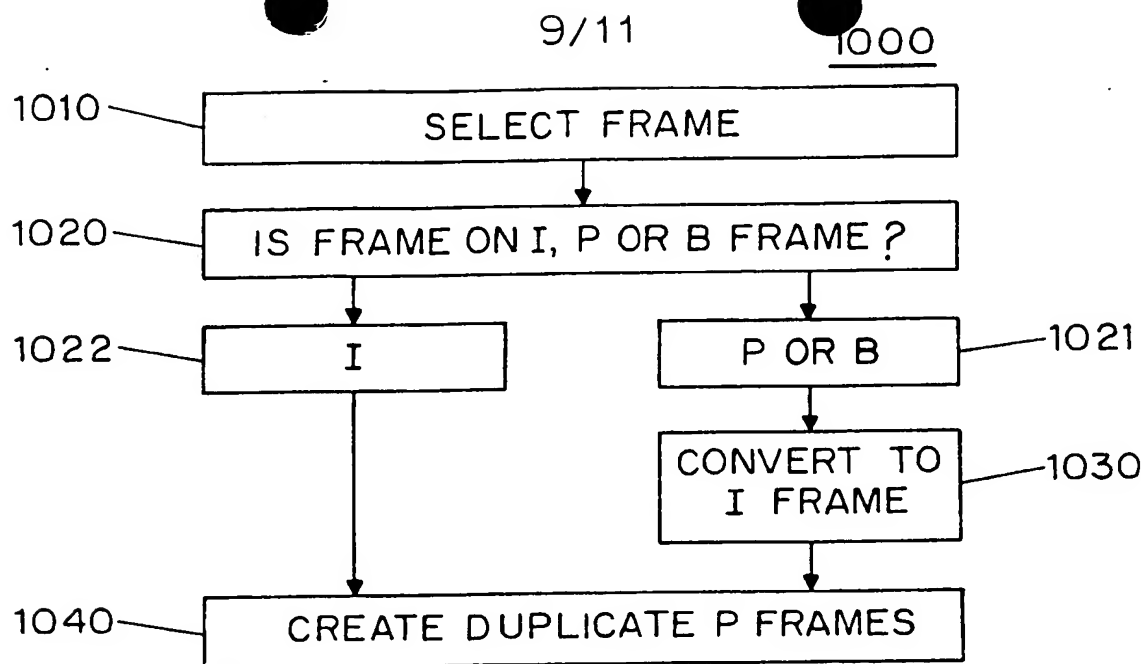 9/11
1000
1010
SELECT FRAME
1020
IS FRAME ON I, P OR B FRAME?
1022
I
P OR B
1021
CONVERT TO
I FRAME
1030
1040
CREATE DUPLICATE P FRAMES